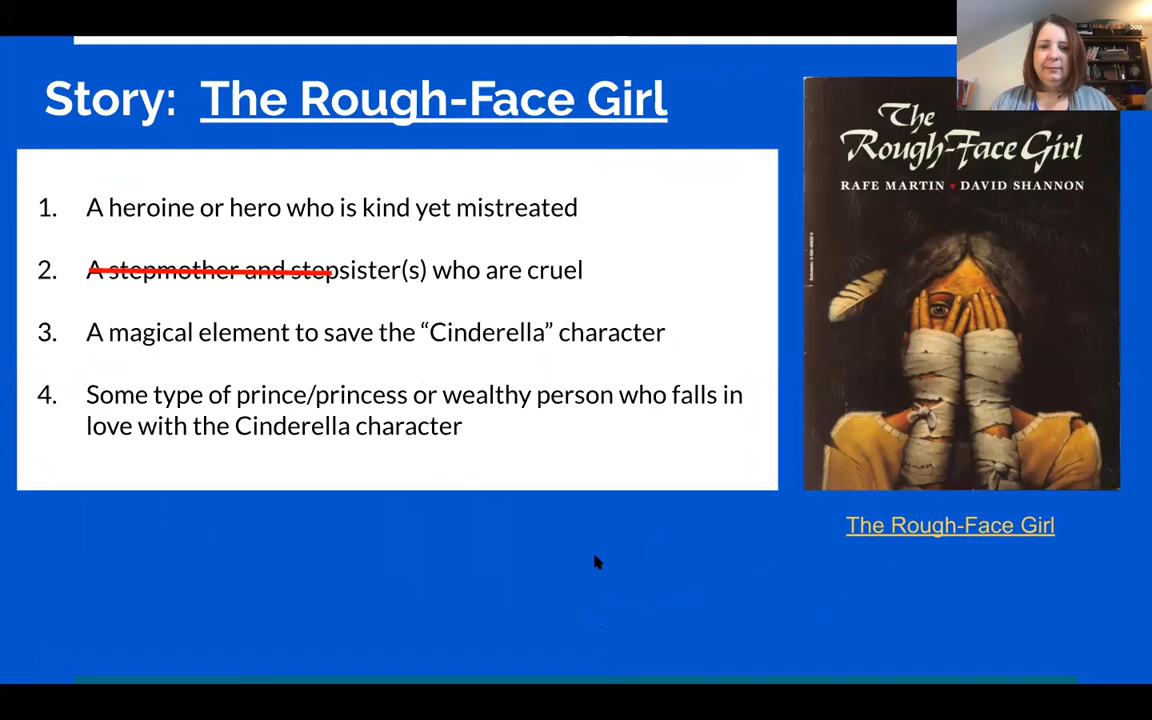 Story: The Rough-Face Girl
1. A heroine or hero who is kind yet mistreated
2. A stepmother and stepsister(s) who are cruel
3. A magical element to save the “Cinderella” character
4. Some type of prince/princess or wealthy person who falls in
love with the Cinderella character
The
Rough-Face Girl
RAFE MARTIN DAVID SHANNON
The Rough-Face Girl